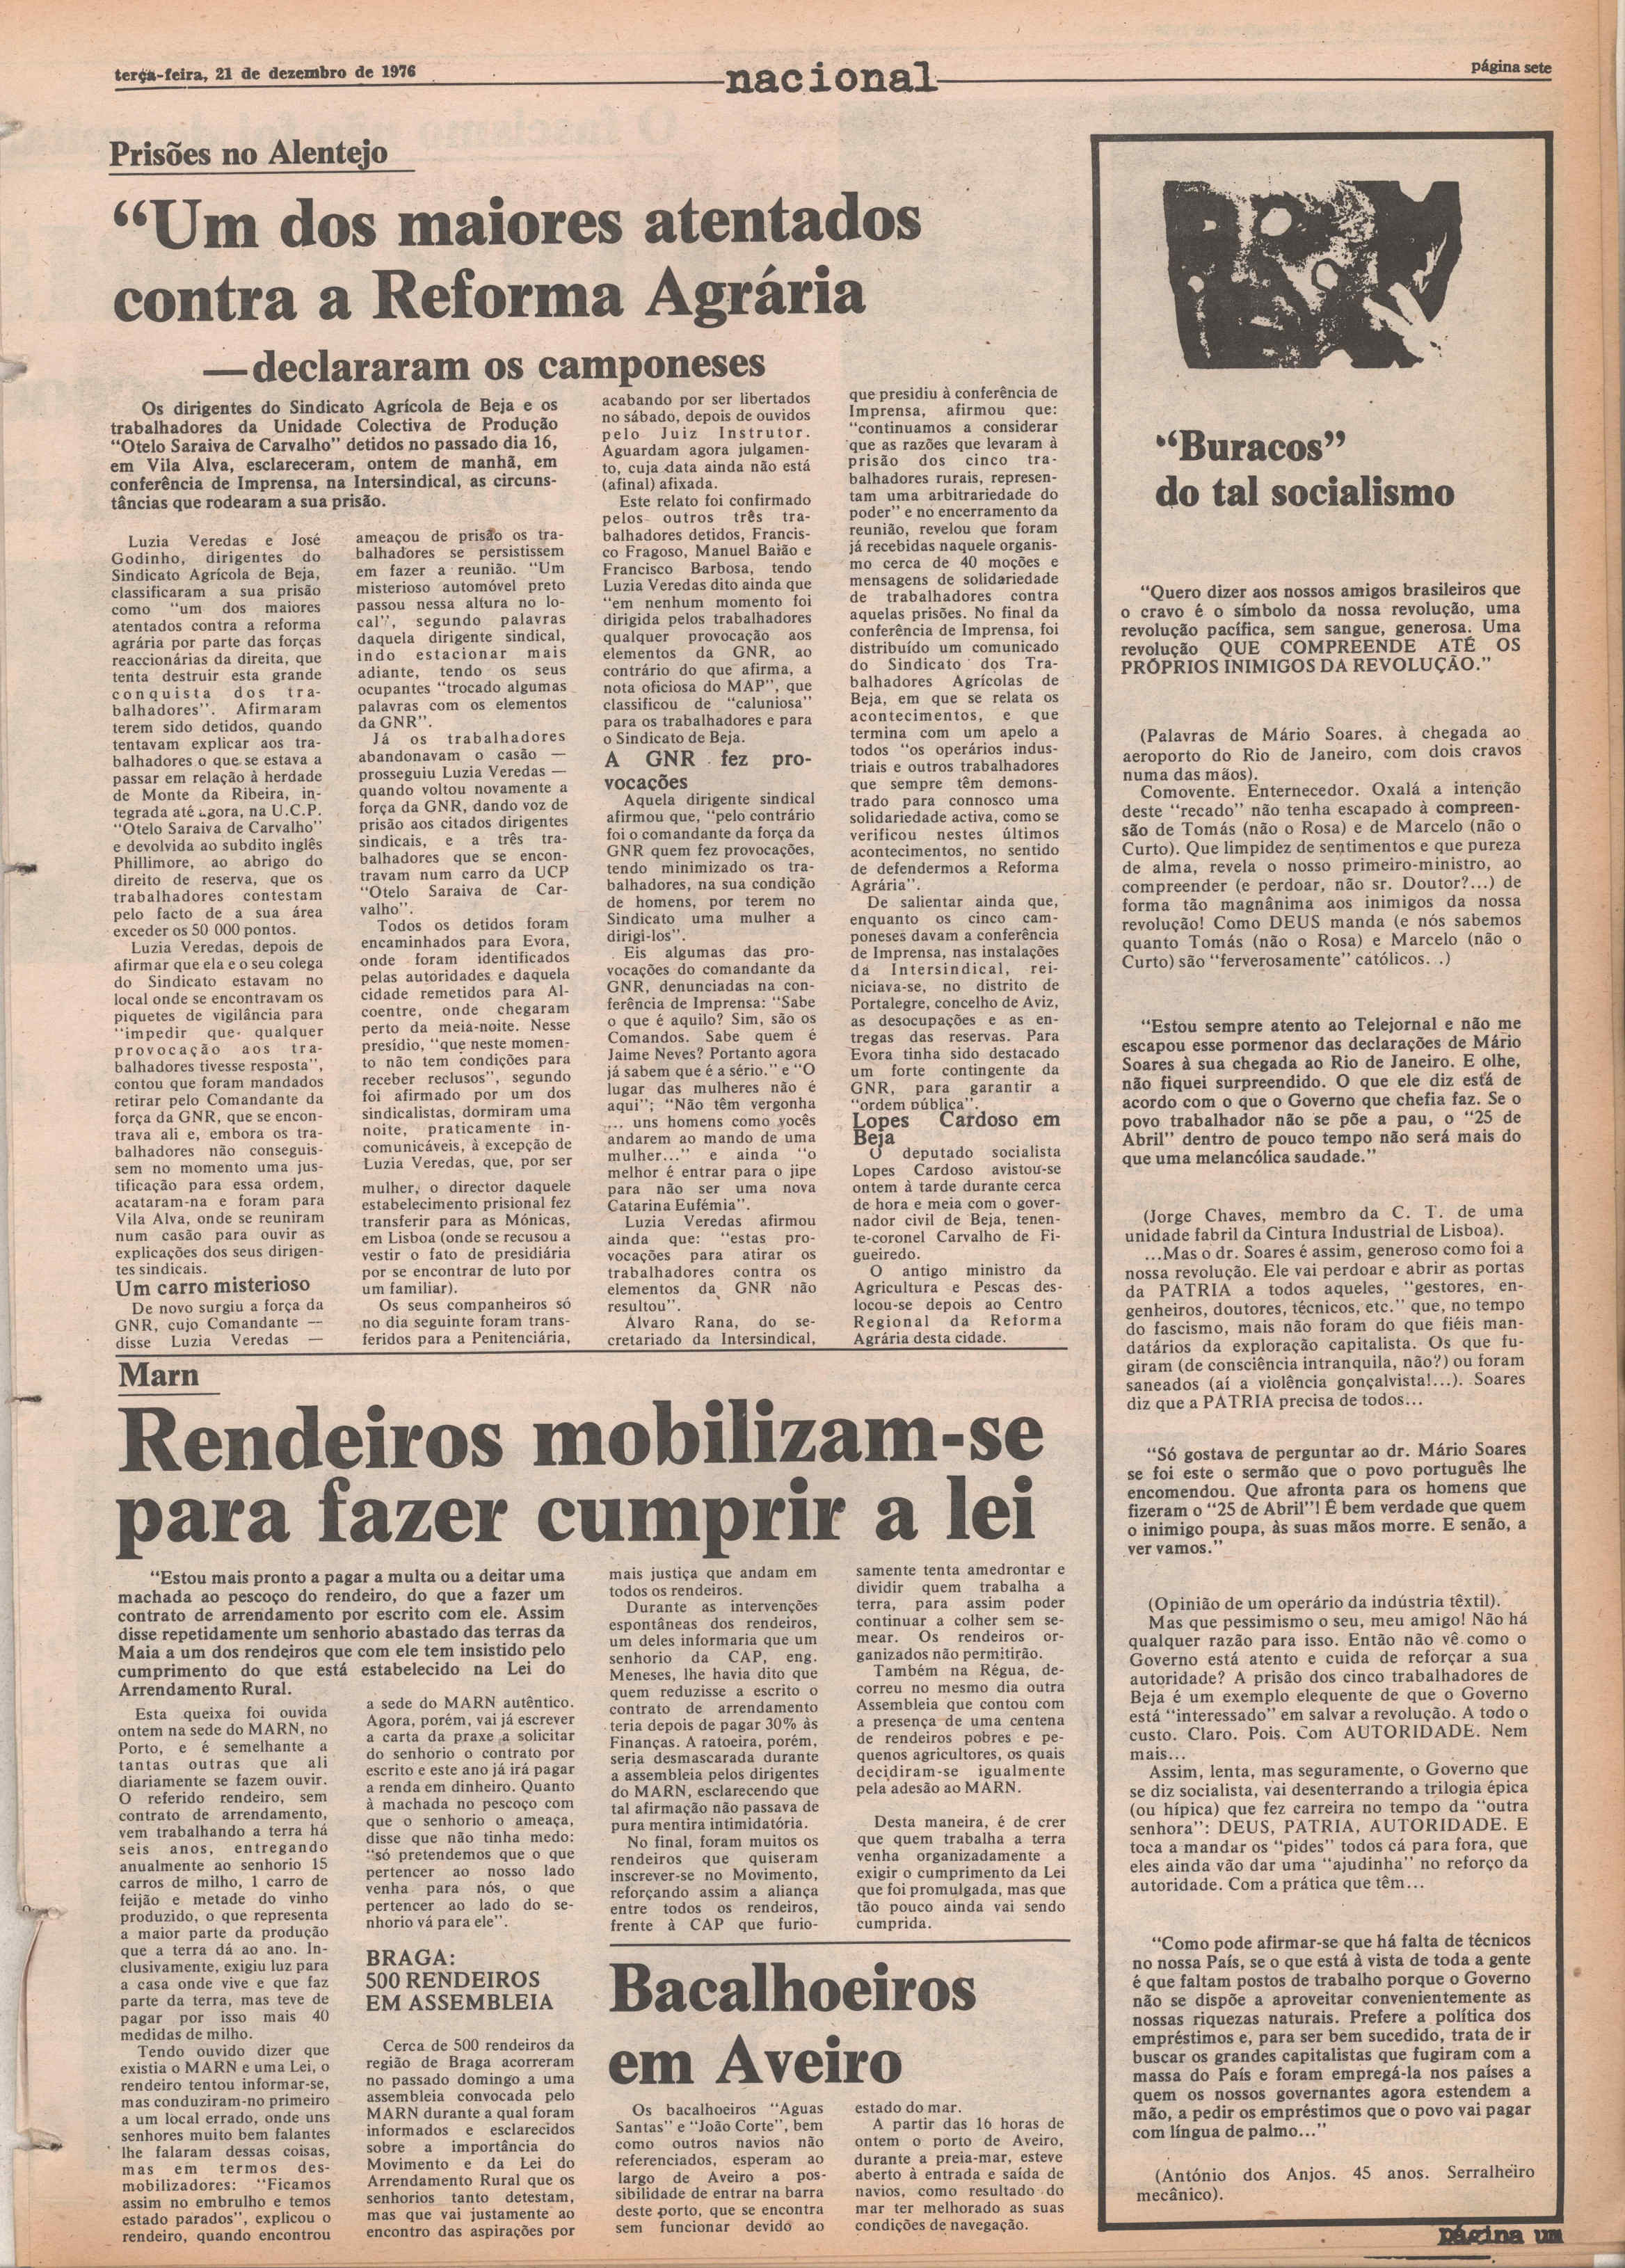 terça-feira, 21 de dezembro de 1976
nacional
página sete
Prisões no Alentejo
“Um dos maiores atentados
contra a Reforma Agrária
—declararam os camponeses
Os dirigentes do Sindicato Agrícola de Beja e os
trabalhadores da Unidade Colectiva de Produção
“Otelo Saraiva de Carvalho” detidos no passado dia 16,
em Vila Alva, esclareceram, ontem de manhã, em
conferência de Imprensa, na Intersindical, as circuns-
tâncias que rodearam a sua prisão.
Luzia Veredas e José
Godinho, dirigentes do
Sindicato Agrícola de Beja,
classificaram a sua prisão
como “um dos maiores
atentados contra a reforma
agrária por parte das forças
reaccionárias da direita, que
tenta destruir esta grande
conquista dos tra-
balhadores”. Afirmaram
terem sido detidos, quando
tentavam explicar aos tra-
balhadores o que se estava a
passar em relação à herdade
de Monte da Ribeira, in-
tegrada até agora, na U.C.P.
“Otelo Saraiva de Carvalho”
e devolvida ao subdito inglês
Phillimore, ao abrigo do
direito de reserva, que os
trabalhadores contestam
pelo facto de a sua área
exceder os 50 000 pontos.
Luzia Veredas, depois de
afirmar que ela e o seu colega
do Sindicato estavam no
local onde se encontravam os
piquetes de vigilância para
“impedir que qualquer
provocação aos tra-
balhadores tivesse resposta”,
contou que foram mandados
retirar pelo Comandante da
força da GNR, que se encon-
trava ali e, embora os tra-
balhadores não conseguis-
sem no momento uma jus-
tificação para essa ordem,
acataram-na e foram para
Vila Alva, onde se reuniram
num casão para ouvir as
explicações dos seus dirigen-
tes sindicais.
Um carro misterioso
De novo surgiu a força da
GNR, cujo Comandante —
disse Luzia Veredas —
ameaçou de prisão os tra-
balhadores se persistissem
em fazer a reunião. “Um
misterioso automóvel preto
passou nessa altura no lo-
cal”, segundo palavras
daquela dirigente sindical,
indo estacionar mais
adiante, tendo os seus
ocupantes “trocado algumas
palavras com os elementos
da GNR”.
Já os trabalhadores
abandonavam o casão —
prosseguiu Luzia Veredas —
quando voltou novamente a
força da GNR, dando voz de
prisão aos citados dirigentes
sindicais, e a três tra-
balhadores que se encon-
travam num carro da UCP
“Otelo Saraiva de Car-
valho”.
Todos os detidos foram
encaminhados para Evora,
onde foram identificados
pelas autoridades e daquela
cidade remetidos para Al-
coentre, onde chegaram
perto da meia-noite. Nesse
presídio, “que neste momen-
to não tem condições para
receber reclusos”, segundo
foi afirmado por um dos
sindicalistas, dormiram uma
noite, praticamente in-
comunicáveis, à excepção de
Luzia Veredas, que, por ser
mulher, o director daquele
estabelecimento prisional fez
transferir para as Mónicas,
em Lisboa (onde se recusou a
vestir o fato de presidiária
por se encontrar de luto por
um familiar).
Os seus companheiros só
no dia seguinte foram trans-
feridos para a Penitenciária,
acabando por ser libertados
no sábado, depois de ouvidos
pelo Juiz Instrutor.
Aguardam agora julgamen-
to, cuja data ainda não está
(afinal) afixada.
Este relato foi confirmado
pelos outros três tra-
balhadores detidos, Francis-
co Fragoso, Manuel Baião e
Francisco Barbosa, tendo
Luzia Veredas dito ainda que
“em nenhum momento foi
dirigida pelos trabalhadores
qualquer provocação aos
elementos da GNR, ao
contrário do que afirma, a
nota oficiosa do MAP”, que
classificou de “caluniosa”
para os trabalhadores e para
o Sindicato de Beja.
A GNR fez pro-
vocações
Aquela dirigente sindical
afirmou que, “pelo contrário
foi o comandante da força da
GNR quem fez provocações,
tendo minimizado os tra-
balhadores, na sua condição
de homens, por terem no
Sindicato uma mulher a
dirigi-los”.
Eis algumas das pro-
vocações do comandante da
GNR, denunciadas na con-
ferência de Imprensa: “Sabe
o que é aquilo? Sim, são os
Comandos. Sabe quem é
Jaime Neves? Portanto agora
já sabem que é a sério.” e “O
lugar das mulheres não é
aqui”; “Não têm vergonha
... uns homens como vocês
andarem ao mando de uma
mulher...” e ainda “o
melhor é entrar para o jipe
para não ser uma nova
Catarina Eufémia”.
Luzia Veredas afirmou
ainda que: “estas pro-
vocações para atirar os
trabalhadores contra os
elementos da GNR não
resultou”.
Alvaro Rana, do se-
cretariado da Intersindical,
que presidiu à conferência de
Imprensa, afirmou que:
“continuamos a considerar
que as razões que levaram à
prisão dos cinco tra-
balhadores rurais, represen-
tam uma arbitrariedade do
poder” e no encerramento da
reunião, revelou que foram
já recebidas naquele organis-
mo cerca de 40 moções e
mensagens de solidariedade
de trabalhadores contra
aquelas prisões. No final da
conferência de Imprensa, foi
distribuído um comunicado
do Sindicato dos Tra-
balhadores Agrícolas de
Beja, em que se relata os
acontecimentos, e que
termina com um apelo a
todos “os operários indus-
triais e outros trabalhadores
que sempre têm demons-
trado para connosco uma
solidariedade activa, como se
verificou nestes últimos
acontecimentos, no sentido
de defendermos a Reforma
Agrária”.
De salientar ainda que,
enquanto os cinco cam-
poneses davam a conferência
de Imprensa, nas instalações
da Intersindical, rei-
niciava-se, no distrito de
Portalegre, concelho de Aviz,
as desocupações e as en-
tregas das reservas. Para
Evora tinha sido destacado
um forte contingente da
GNR, para garantir a
“ordem pública”.
Lopes Cardoso em
Beja
O deputado socialista
Lopes Cardoso avistou-se
ontem à tarde durante cerca
de hora e meia com o gover-
nador civil de Beja, tenen-
te-coronel Carvalho de Fi-
gueiredo.
O antigo ministro da
Agricultura e Pescas des-
locou-se depois ao Centro
Regional da Reforma
Agrária desta cidade.
Marn
Rendeiros mobilizam-se
para fazer cumprir a lei
“Estou mais pronto a pagar a multa ou a deitar uma
machada ao pescoço do rendeiro, do que a fazer um
contrato de arrendamento por escrito com ele. Assim
disse repetidamente um senhorio abastado das terras da
Maia a um dos rendeiros que com ele tem insistido pelo
cumprimento do que está estabelecido na Lei do
Arrendamento Rural.
Esta queixa foi ouvida
ontem na sede do MARN, no
Porto, e é semelhante a
tantas outras que ali
diariamente se fazem ouvir.
O referido rendeiro, sem
contrato de arrendamento,
vem trabalhando a terra há
seis anos, entregando
anualmente ao senhorio 15
carros de milho, 1 carro de
feijão e metade do vinho
produzido, o que representa
a maior parte da produção
que a terra dá ao ano. In-
clusivamente, exigiu luz para
a casa onde vive e que faz
parte da terra, mas teve de
pagar por isso mais 40
medidas de milho.
Tendo ouvido dizer que
existia o MARN e uma Lei, o
rendeiro tentou informar-se,
mas conduziram-no primeiro
a um local errado, onde uns
senhores muito bem falantes
lhe falaram dessas coisas,
mas em termos des-
mobilizadores: “Ficamos
assim no embrulho e temos
estado parados”, explicou o
rendeiro, quando encontrou
a sede do MARN autêntico.
Agora, porém, vai já escrever
a carta da praxe a solicitar
do senhorio o contrato por
escrito e este ano já irá pagar
a renda em dinheiro. Quanto
à machada no pescoço com
que o senhorio o ameaça,
disse que não tinha medo:
“só pretendemos que o que
pertencer ao nosso lado
venha para nós, o que
pertencer ao lado do se-
nhorio vá para ele”.
BRAGA:
500 RENDEIROS
EM ASSEMBLEIA
Cerca de 500 rendeiros da
região de Braga acorreram
no passado domingo a uma
assembleia convocada pelo
MARN durante a qual foram
informados e esclarecidos
sobre a importância do
Movimento e da Lei do
Arrendamento Rural que os
senhorios tanto detestam,
mas que vai justamente ao
encontro das aspirações por
mais justiça que andam em
todos os rendeiros.
Durante as intervenções
espontâneas dos rendeiros,
um deles informaria que um
senhorio da CAP, eng.
Meneses, lhe havia dito que
quem reduzisse a escrito o
contrato de arrendamento
teria depois de pagar 30% às
Finanças. A ratoeira, porém,
seria desmascarada durante
a assembleia pelos dirigentes
do MARN, esclarecendo que
tal afirmação não passava de
pura mentira intimidatória.
No final, foram muitos os
rendeiros que quiseram
inscrever-se no Movimento,
reforçando assim a aliança
entre todos os rendeiros,
frente à CAP que furio-
samente tenta amedrontar e
dividir quem trabalha a
terra, para assim poder
continuar a colher sem se-
mear. Os rendeiros or-
ganizados não permitirão.
Também na Régua, de-
correu no mesmo dia outra
Assembleia que contou com
a presença de uma centena
de rendeiros pobres e pe-
quenos agricultores, os quais
decidiram-se igualmente
pela adesão ao MARN.
Desta maneira, é de crer
que quem trabalha a terra
venha organizadamente a
exigir o cumprimento da Lei
que foi promulgada, mas que
tão pouco ainda vai sendo
cumprida.
Bacalhoeiros
em Aveiro
Os bacalhoeiros “Aguas
Santas” e “João Corte”, bem
como outros navios não
referenciados, esperam ao
largo de Aveiro a pos-
sibilidade de entrar na barra
deste porto, que se encontra
sem funcionar devido ao
estado do mar.
A partir das 16 horas de
ontem o porto de Aveiro,
durante a preia-mar, esteve
aberto à entrada e saída de
navios, como resultado do
mar ter melhorado as suas
condições de navegação.
“Buracos”
do tal socialismo
“Quero dizer aos nossos amigos brasileiros que
o cravo é o símbolo da nossa revolução, uma
revolução pacífica, sem sangue, generosa. Uma
revolução QUE COMPREENDE ATÉ OS
PRÓPRIOS INIMIGOS DA REVOLUÇÃO.”
(Palavras de Mário Soares, à chegada ao
aeroporto do Rio de Janeiro, com dois cravos
numa das mãos).
Comovente. Enternecedor. Oxalá a intenção
deste “recado” não tenha escapado à compreen-
são de Tomás (não o Rosa) e de Marcelo (não o
Curto). Que limpidez de sentimentos e que pureza
de alma, revela o nosso primeiro-ministro, ao
compreender (e perdoar, não sr. Doutor?...) de
forma tão magnânima aos inimigos da nossa
revolução! Como DEUS manda (e nós sabemos
quanto Tomás (não o Rosa) e Marcelo (não o
Curto) são “ferverosamente” católicos...)
“Estou sempre atento ao Telejornal e não me
escapou esse pormenor das declarações de Mário
Soares à sua chegada ao Rio de Janeiro. E olhe,
não fiquei surpreendido. O que ele diz está de
acordo com o que o Governo que chefia faz. Se o
povo trabalhador não se põe a pau, o “25 de
Abril” dentro de pouco tempo não será mais do
que uma melancólica saudade.”
(Jorge Chaves, membro da C. T. de uma
unidade fabril da Cintura Industrial de Lisboa).
...Mas o dr. Soares é assim, generoso como foi a
nossa revolução. Ele vai perdoar e abrir as portas
da PATRIA a todos aqueles, “gestores, en-
genheiros, doutores, técnicos, etc.” que, no tempo
do fascismo, mais não foram do que fiéis man-
datários da exploração capitalista. Os que fu-
giram (de consciência intranquila, não?) ou foram
saneados (aí a violência gonçalvista!...). Soares
diz que a PATRIA precisa de todos...
“Só gostava de perguntar ao dr. Mário Soares
se foi este o sermão que o povo português lhe
encomendou. Que afronta para os homens que
fizeram o “25 de Abril”! É bem verdade que quem
o inimigo poupa, às suas mãos morre. E senão, a
ver vamos.”
(Opinião de um operário da indústria têxtil).
Mas que pessimismo o seu, meu amigo! Não há
qualquer razão para isso. Então não vê como o
Governo está atento e cuida de reforçar a sua
autoridade? A prisão dos cinco trabalhadores de
Beja é um exemplo elequente de que o Governo
está “interessado” em salvar a revolução. A todo o
custo. Claro. Pois. Com AUTORIDADE. Nem
mais...
Assim, lenta, mas seguramente, o Governo que
se diz socialista, vai desenterrando a trilogia épica
(ou hípica) que fez carreira no tempo da “outra
senhora”: DEUS, PATRIA, AUTORIDADE. E
toca a mandar os “pides” todos cá para fora, que
eles ainda vão dar uma “ajudinha” no reforço da
autoridade. Com a prática que têm...
“Como pode afirmar-se que há falta de técnicos
no nossa País, se o que está à vista de toda a gente
é que faltam postos de trabalho porque o Governo
não se dispõe a aproveitar convenientemente as
nossas riquezas naturais. Prefere a política dos
empréstimos e, para ser bem sucedido, trata de ir
buscar os grandes capitalistas que fugiram com a
massa do País e foram empregá-la nos países a
quem os nossos governantes agora estendem a
mão, a pedir os empréstimos que o povo vai pagar
com língua de palmo...”
(António dos Anjos. 45 anos. Serralheiro
mecânico).
página um